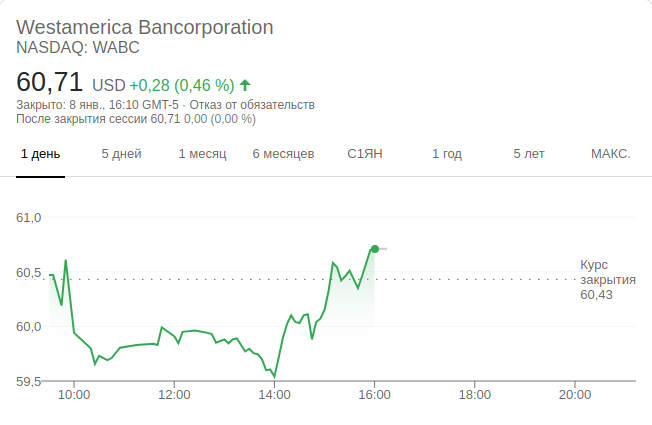 Westamerica Bancorporation
NASDAQ: WABC
60,71 USD +0,28 (0,46 %)
Закрыто: 8 янв., 16:10 GMT-5 · Отказ от обязательств
После закрытия сессии 60,71 0,00 (0,00 %)
1 день 5 дней 1 месяц 6 месяцев С1ЯН 1 год 5 лет МАКС.
61,0
60,5
60,0
59,5
Курс
закрытия
60,43
10:00 12:00 14:00 16:00 18:00 20:00